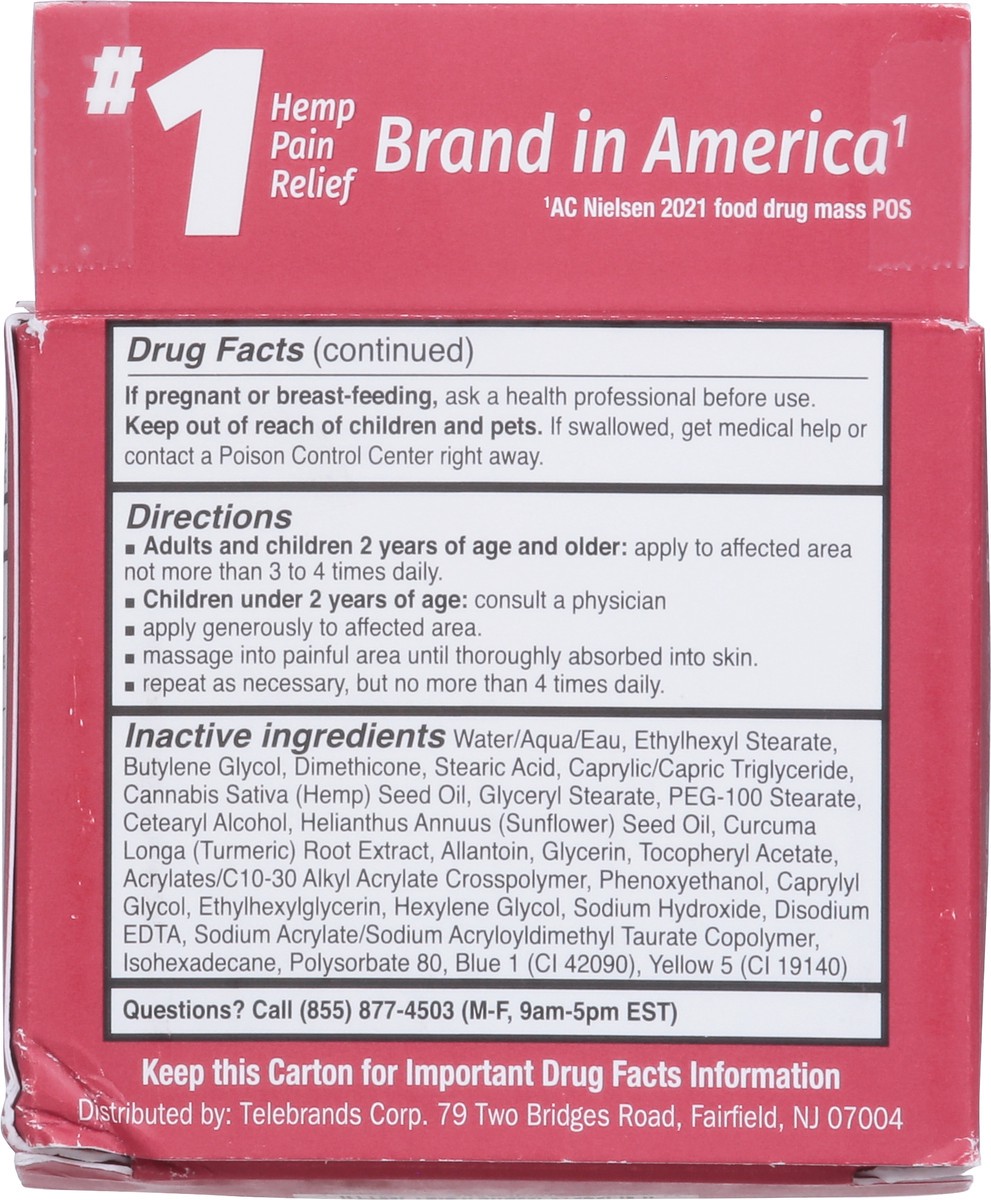 #1 Hemp
Pain
Relief
Brand in America¹
¹AC Nielsen 2021 food drug mass POS
Drug Facts (continued)
If pregnant or breast-feeding, ask a health professional before use.
Keep out of reach of children and pets. If swallowed, get medical help or
contact a Poison Control Center right away.
Directions
▪ Adults and children 2 years of age and older: apply to affected area
not more than 3 to 4 times daily.
▪ Children under 2 years of age: consult a physician
▪ apply generously to affected area.
▪ massage into painful area until thoroughly absorbed into skin.
▪ repeat as necessary, but no more than 4 times daily.
Inactive ingredients Water/Aqua/Eau, Ethylhexyl Stearate,
Butylene Glycol, Dimethicone, Stearic Acid, Caprylic/Capric Triglyceride,
Cannabis Sativa (Hemp) Seed Oil, Glyceryl Stearate, PEG-100 Stearate,
Cetearyl Alcohol, Helianthus Annuus (Sunflower) Seed Oil, Curcuma
Longa (Turmeric) Root Extract, Allantoin, Glycerin, Tocopheryl Acetate,
Acrylates/C10-30 Alkyl Acrylate Crosspolymer, Phenoxyethanol, Caprylyl
Glycol, Ethylhexylglycerin, Hexylene Glycol, Sodium Hydroxide, Disodium
EDTA, Sodium Acrylate/Sodium Acryloyldimethyl Taurate Copolymer,
Isohexadecane, Polysorbate 80, Blue 1 (CI 42090), Yellow 5 (CI 19140)
Questions? Call (855) 877-4503 (M-F, 9am-5pm EST)
Keep this Carton for Important Drug Facts Information
Distributed by: Telebrands Corp. 79 Two Bridges Road, Fairfield, NJ 07004